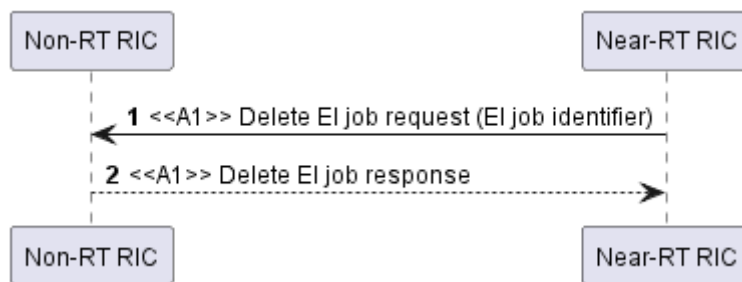 Non-RT RIC
Near-RT RIC
1 <<A1>> Delete EI job request (EI job identifier)
2 <<A1>> Delete EI job response
Non-RT RIC
Near-RT RIC